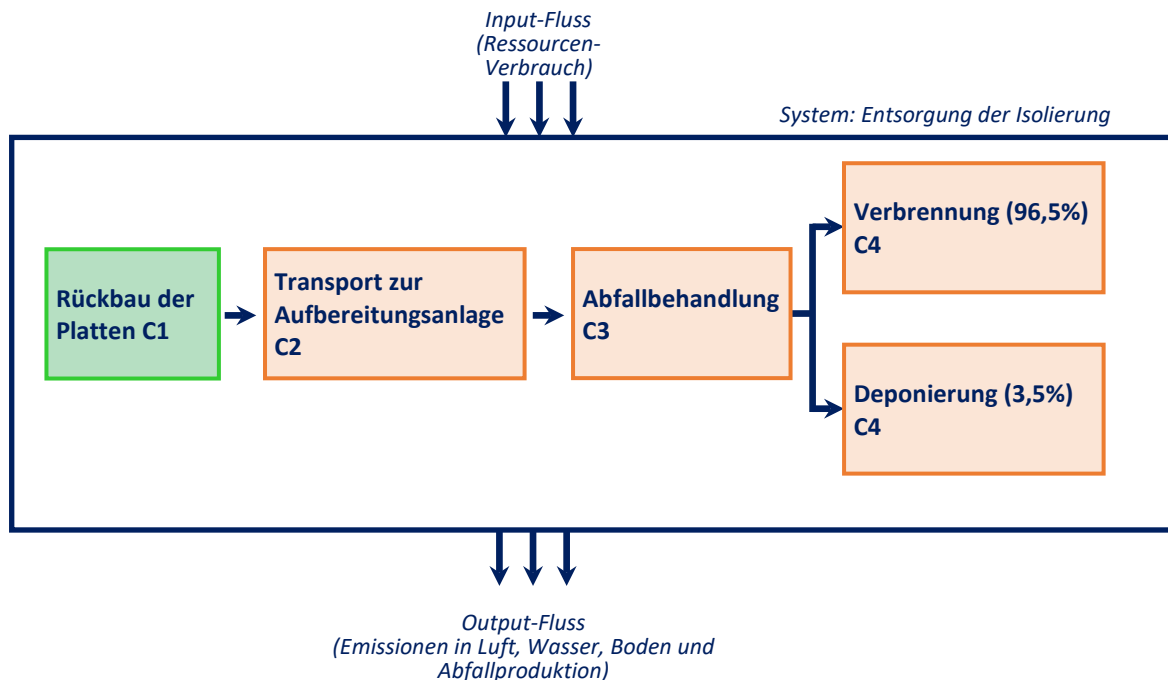 Input-Fluss
(Ressourcen-
Verbrauch)
System: Entsorgung der Isolierung
Rückbau der
Platten C1
Transport zur
Aufbereitungsanlage
C2
Abfallbehandlung
C3
Verbrennung (96,5%)
C4
Deponierung (3,5%)
C4
Output-Fluss
(Emissionen in Luft, Wasser, Boden und
Abfallproduktion)